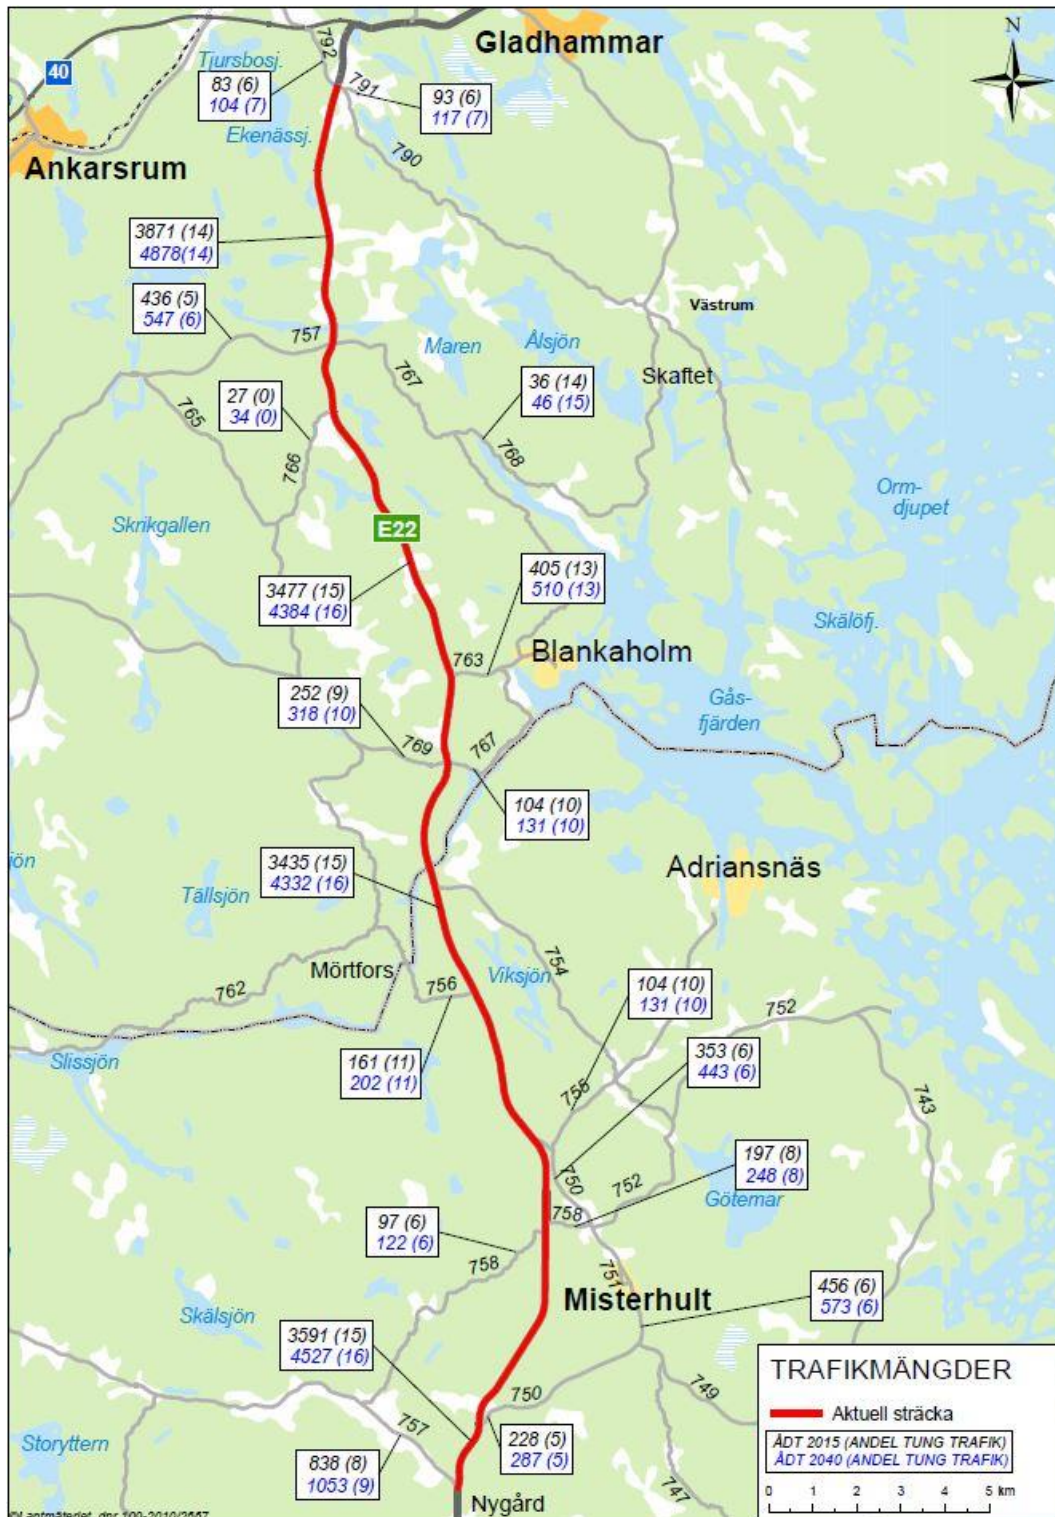 Gladhammar
N
792
Tjursbosj.
40
83 (6)
104 (7)
791
93 (6)
117 (7)
Ekenässj.
790
Ankarsrum
3871 (14)
4878(14)
436 (5)
547 (6)
757
Västrum
Maren
Ålsjön
767
Skaftet
36 (14)
46 (15)
27 (0)
34 (0)
765
766
768
Orm-
djupet
Skrikgallen
E22
3477 (15)
4384 (16)
405 (13)
510 (13)
Skälöfj.
763
Blankaholm
252 (9)
318 (10)
Gås-
fjärden
769
767
104 (10)
131 (10)
3435 (15)
4332 (16)
Adriansnäs
jön
Tällsjön
754
Mörtfors
762
756
Viksjön
104 (10)
131 (10)
752
353 (6)
443 (6)
Slissjön
161 (11)
202 (11)
743
197 (8)
248 (8)
750
752
Götemar
97 (6)
122 (6)
758
758
751
Misterhult
456 (6)
573 (6)
Skälsjön
3591 (15)
4527 (16)
750
749
757
Storyttern
228 (5)
287 (5)
838 (8)
1053 (9)
747
Nygård
TRAFIKMÄNGDER
Aktuell sträcka
ÅDT 2015 (ANDEL TUNG TRAFIK)
ÅDT 2040 (ANDEL TUNG TRAFIK)
0 1 2 3 4 5 km